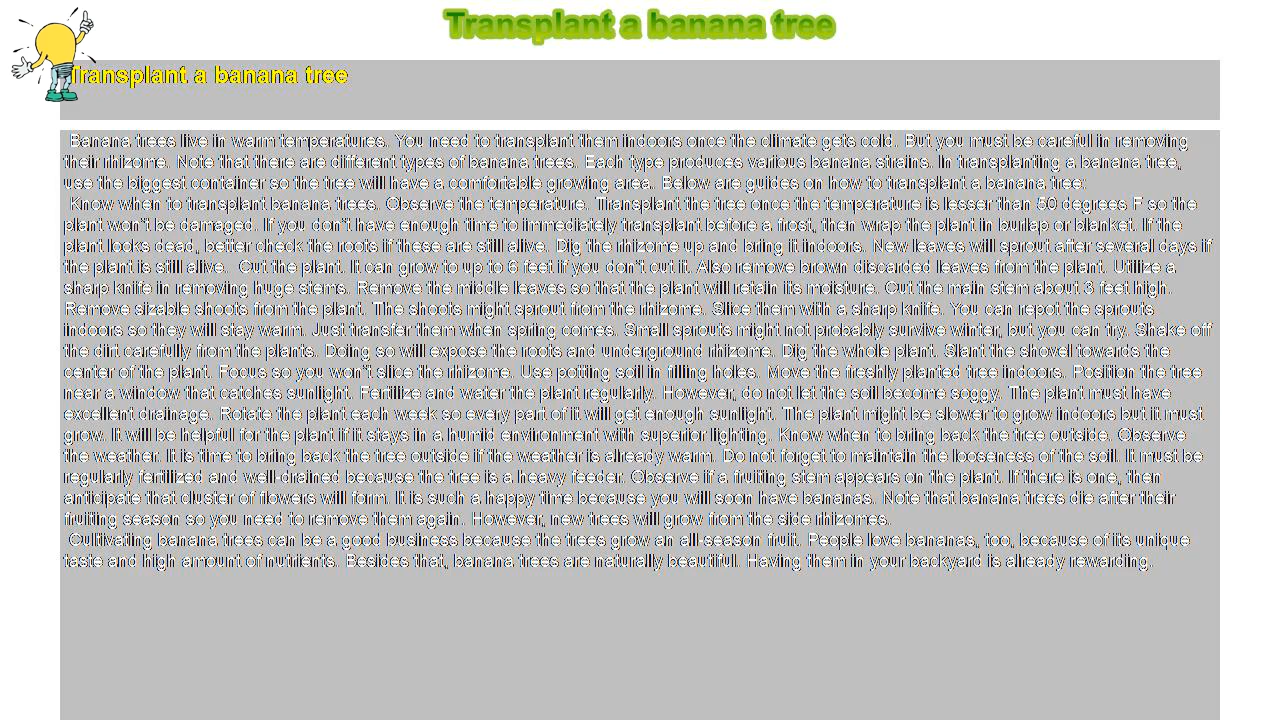 Transplant a banana tree
Transplant a banana tree
Banana trees live in warm temperatures. You need to transplant them indoors once the climate gets cold. But you must be careful in removing
their rhizome. Note that there are different types of banana trees. Each type produces various banana strains. In transplanting a banana tree,
use the biggest container so the tree will have a comfortable growing area. Below are guides on how to transplant a banana tree:
Know when to transplant banana trees. Observe the temperature. Transplant the tree once the temperature is lesser than 50 degrees F so the
plant won't be damaged. If you don't have enough time to immediately transplant before a frost, then wrap the plant in burlap or blanket. If the
plant looks dead, better check the roots if these are still alive. Dig the rhizome up and bring it indoors. New leaves will sprout after several days if
the plant is still alive. Cut the plant. It can grow to up to 6 feet if you don't cut it. Also remove brown discarded leaves from the plant. Utilize a
sharp knife in removing huge stems. Remove the middle leaves so that the plant will retain its moisture. Cut the main stem about 3 feet high.
Remove sizable shoots from the plant. The shoots might sprout from the rhizome. Slice them with a sharp knife. You can repot the sprouts
indoors so they will stay warm. Just transfer them when spring comes. Small sprouts might not probably survive winter, but you can try. Shake off
the dirt carefully from the plants. Doing so will expose the roots and underground rhizome. Dig the whole plant. Slant the shovel towards the
center of the plant. Focus so you won't slice the rhizome. Use potting soil in filling holes. Move the freshly planted tree indoors. Position the tree
near a window that catches sunlight. Fertilize and water the plant regularly. However, do not let the soil become soggy. The plant must have
excellent drainage. Rotate the plant each week so every part of it will get enough sunlight. The plant might be slower to grow indoors but it must
grow. It will be helpful for the plant if it stays in a humid environment with superior lighting. Know when to bring back the tree outside. Observe
the weather. It is time to bring back the tree outside if the weather is already warm. Do not forget to maintain the looseness of the soil. It must be
regularly fertilized and well-drained because the tree is a heavy feeder. Observe if a fruiting stem appears on the plant. If there is one, then
anticipate that cluster of flowers will form. It is such a happy time because you will soon have bananas. Note that banana trees die after their
fruiting season so you need to remove them again. However, new trees will grow from the side rhizomes.
Cultivating banana trees can be a good business because the trees grow an all-season fruit. People love bananas, too, because of its unique
taste and high amount of nutrients. Besides that, banana trees are naturally beautiful. Having them in your backyard is already rewarding.